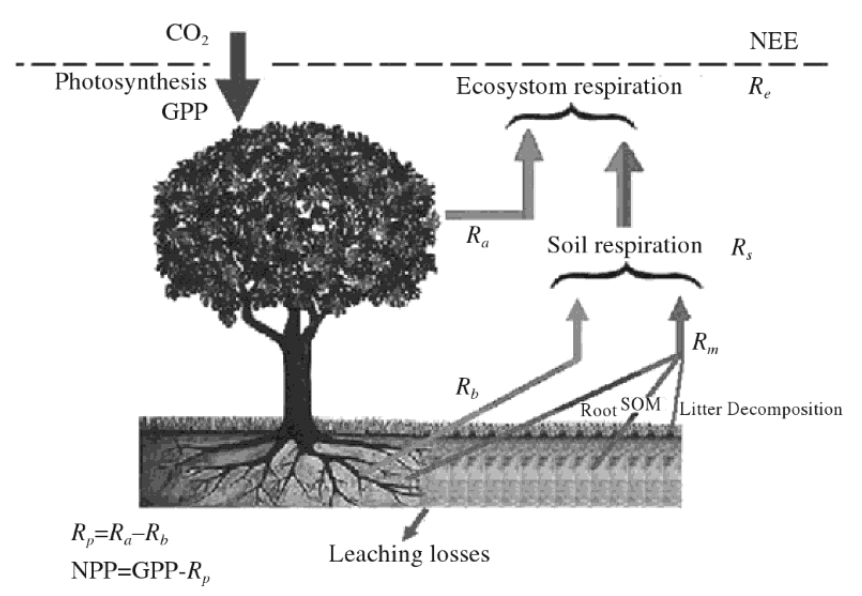 CO₂
NEE
Photosynthesis
GPP
Ecosystom respiration
Rₑ
Rₐ
Soil respiration
Rₛ
Rₘ
R_b
Root
SOM
Litter Decomposition
Rₚ=Rₐ–R_b
NPP=GPP-Rₚ
Leaching losses